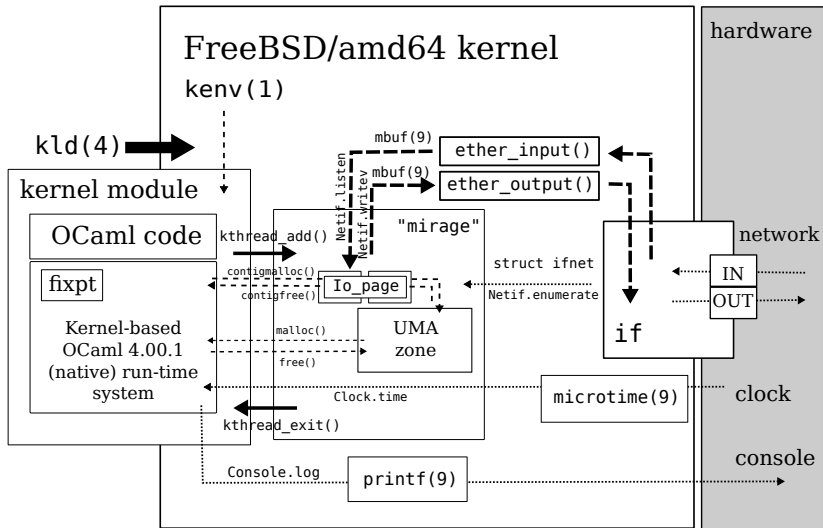 FreeBSD/amd64 kernel
hardware
kenv(1)
kld(4)
mbuf(9)
ether_input()
mbuf(9)
ether_output()
Netif.listen
Netif.writev
kernel module
OCaml code
kthread_add()
"mirage"
network
struct ifnet
IN
Netif.enumerate
OUT
contigmalloc()
contigfree()
Io_page
fixpt
Kernel-based
OCaml 4.00.1
(native) run-time
system
malloc()
free()
UMA
zone
if
Clock.time
microtime(9)
clock
kthread_exit()
Console.log
printf(9)
console